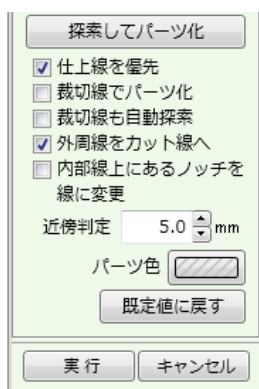 探索してパーツ化
仕上線を優先
裁切線でパーツ化
裁切線も自動探索
外周線をカット線へ
内部線上にあるノッチを
線に変更
近傍判定 5.0 mm
パーツ色
既定値に戻す
実行 キャンセル